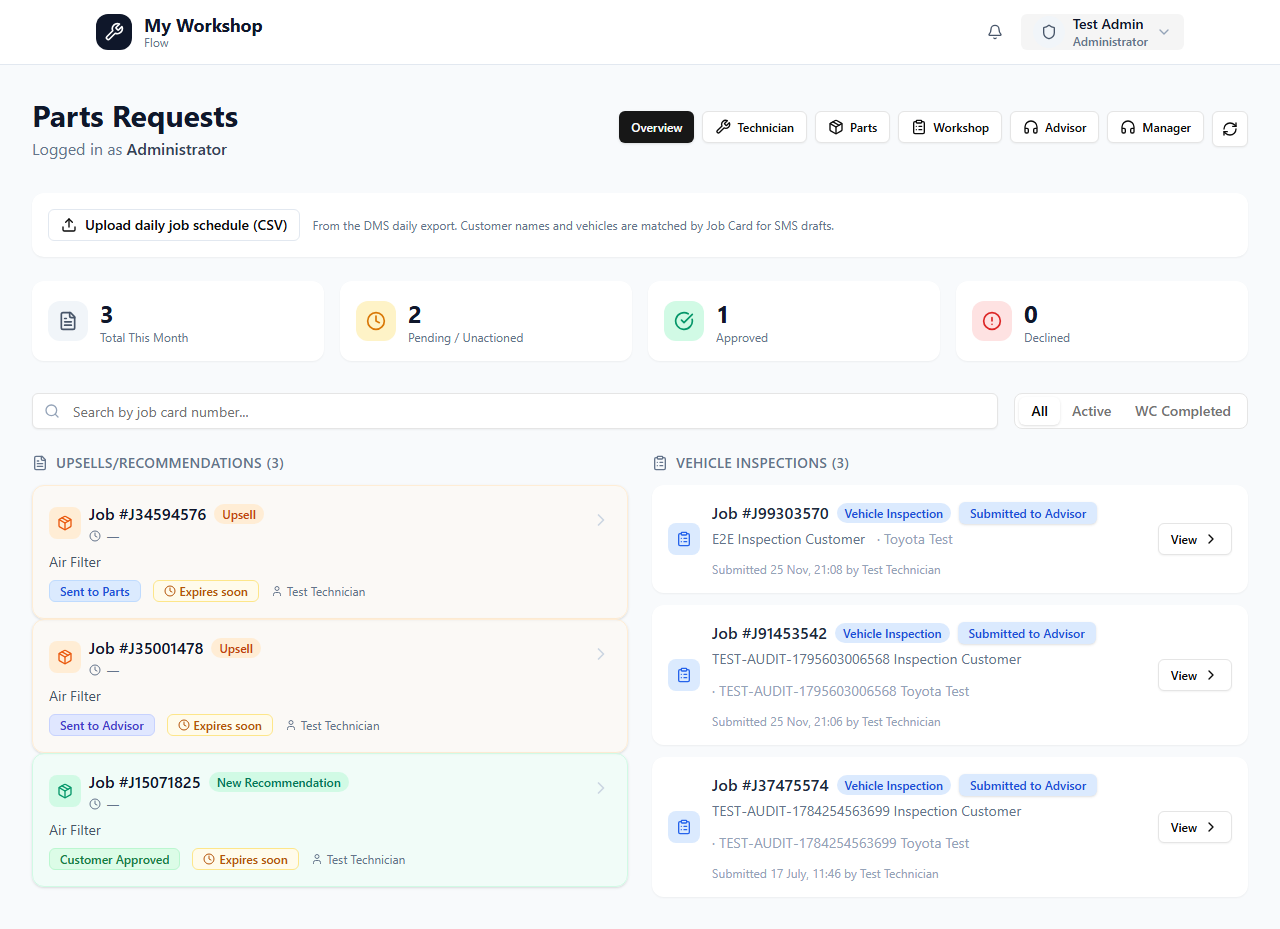 My Workshop
Flow
Test Admin
Administrator
Parts Requests
Logged in as Administrator
Overview
Technician
Parts
Workshop
Advisor
Manager
Upload daily job schedule (CSV)
From the DMS daily export. Customer names and vehicles are matched by Job Card for SMS drafts.
3
Total This Month
2
Pending / Unactioned
1
Approved
0
Declined
Search by job card number...
All
Active
WC Completed
UPSELLS/RECOMMENDATIONS (3)
Job #J34594576 Upsell
—
Air Filter
Sent to Parts Expires soon Test Technician
Job #J35001478 Upsell
—
Air Filter
Sent to Advisor Expires soon Test Technician
Job #J15071825 New Recommendation
—
Air Filter
Customer Approved Expires soon Test Technician
VEHICLE INSPECTIONS (3)
Job #J99303570 Vehicle Inspection Submitted to Advisor
E2E Inspection Customer · Toyota Test
Submitted 25 Nov, 21:08 by Test Technician
View
Job #J91453542 Vehicle Inspection Submitted to Advisor
TEST-AUDIT-1795603006568 Inspection Customer
· TEST-AUDIT-1795603006568 Toyota Test
Submitted 25 Nov, 21:06 by Test Technician
View
Job #J37475574 Vehicle Inspection Submitted to Advisor
TEST-AUDIT-1784254563699 Inspection Customer
· TEST-AUDIT-1784254563699 Toyota Test
Submitted 17 July, 11:46 by Test Technician
View